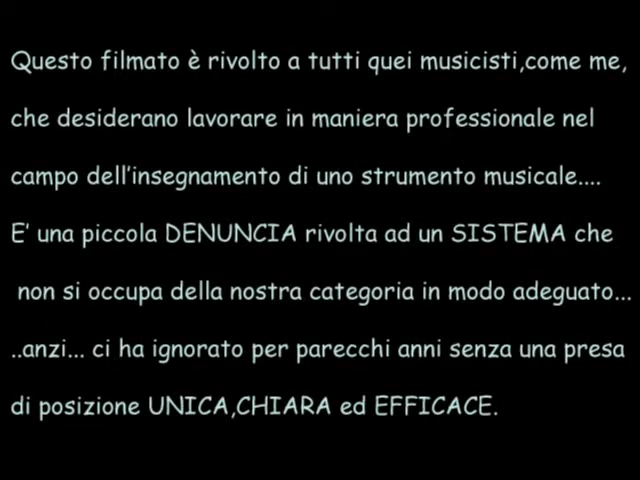 Questo filmato è rivolto a tutti quei musicisti,come me,
che desiderano lavorare in maniera professionale nel
campo dell'insegnamento di uno strumento musicale....
E' una piccola DENUNCIA rivolta ad un SISTEMA che
non si occupa della nostra categoria in modo adeguato...
..anzi... ci ha ignorato per parecchi anni senza una presa
di posizione UNICA,CHIARA ed EFFICACE.